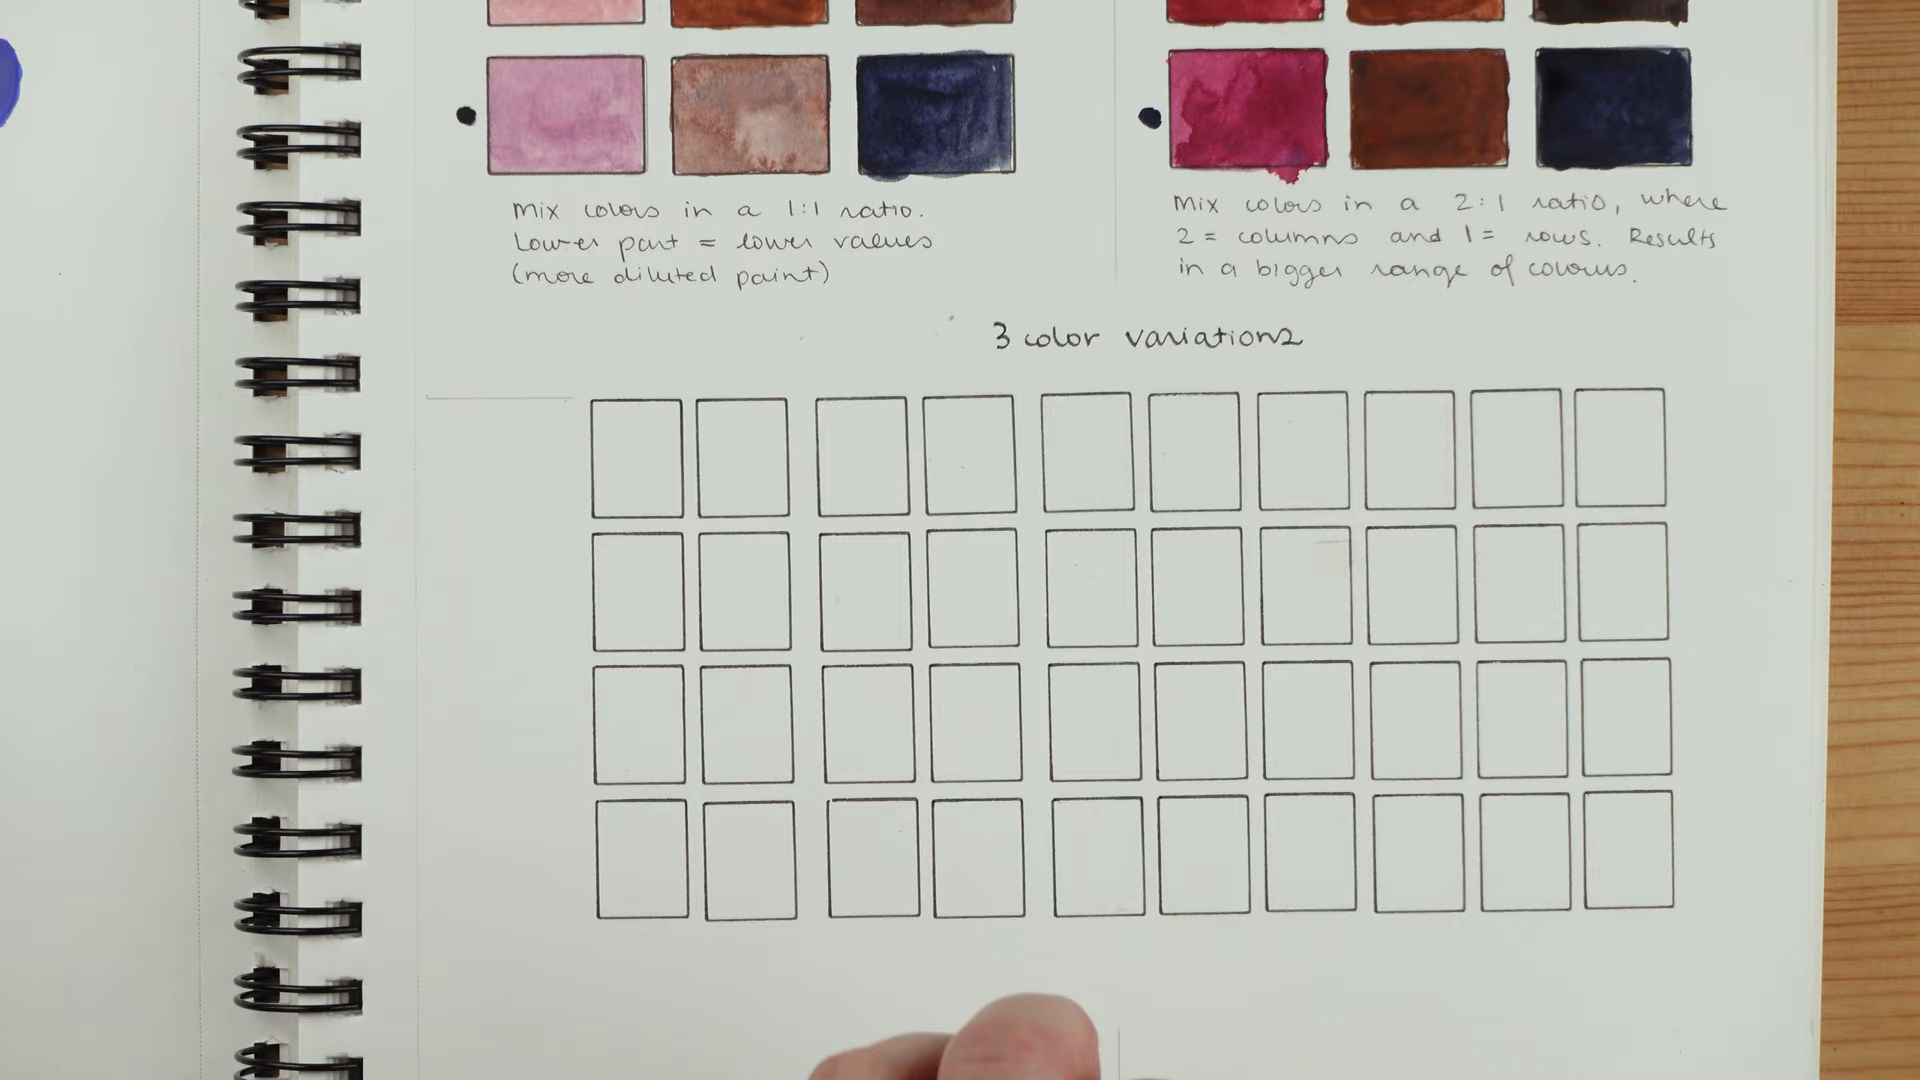 Mix colors in a 1:1 ratio.
Lower part = lower values
(more diluted paint)
Mix colors in a 2:1 ratio, where
2 = columns and 1 = rows. Results
in a bigger range of colours.
3 color variations